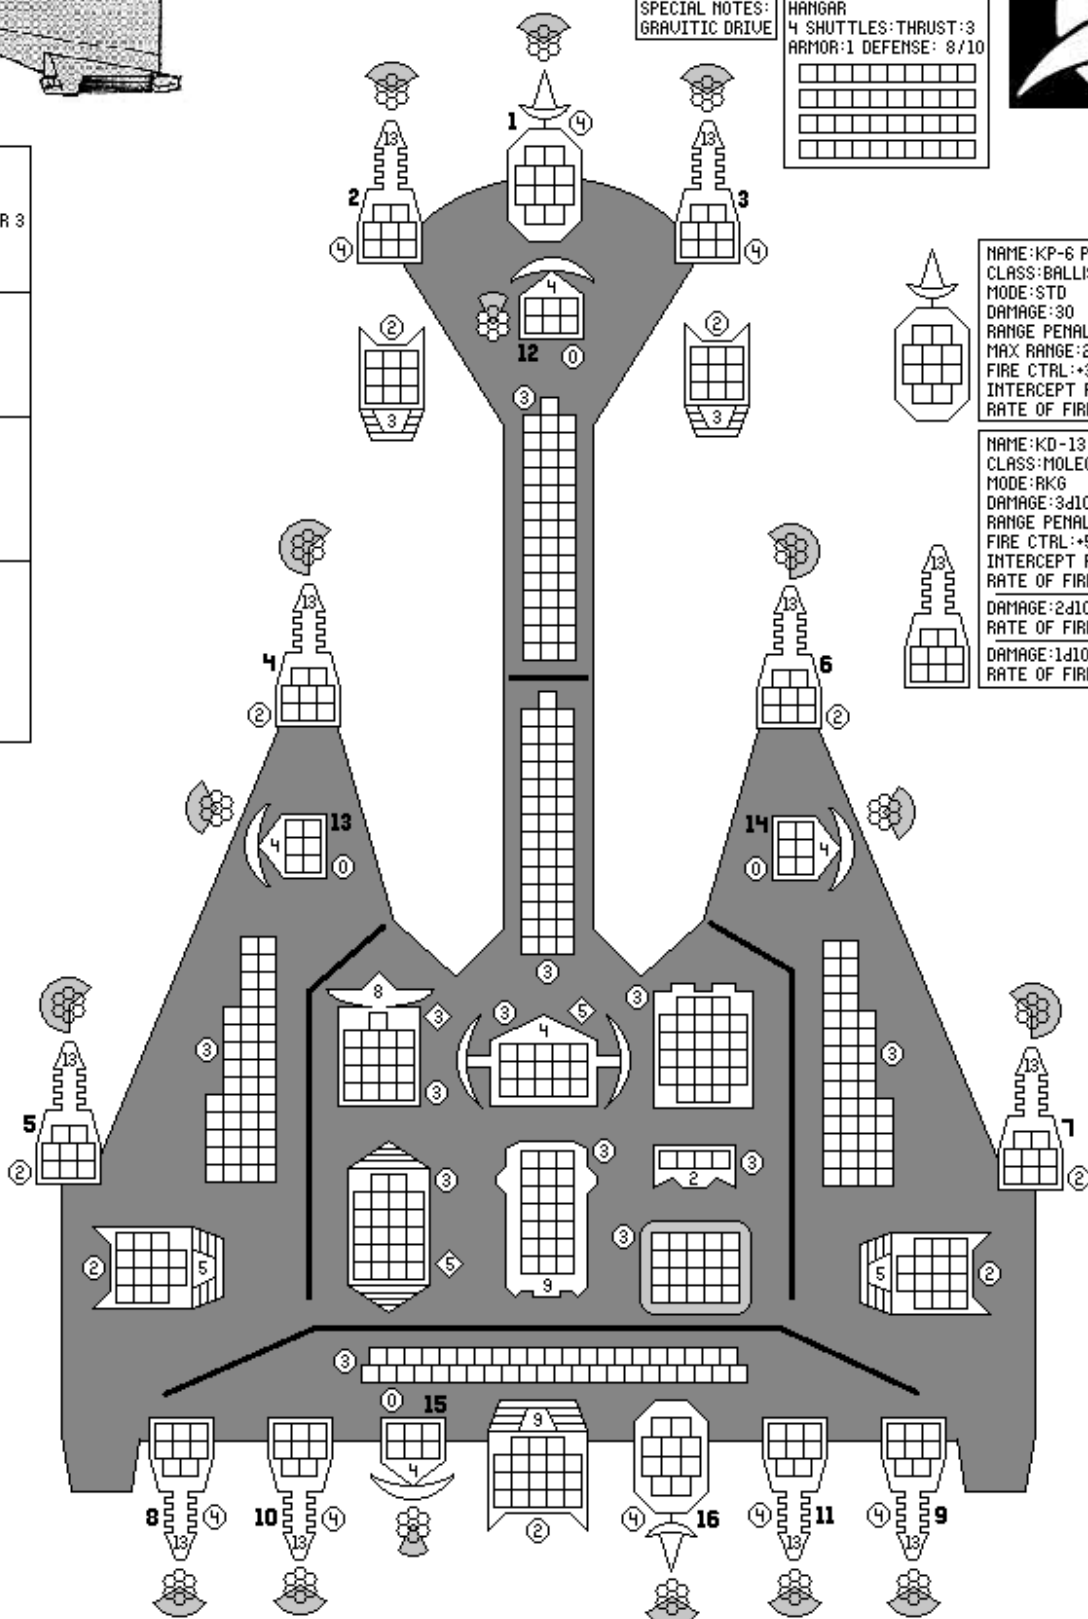 SPECIAL NOTES:
GRAVITIC DRIVE
HANGAR
4 SHUTTLES:THRUST:3
ARMOR:1 DEFENSE: 8/10
R 3
NAME:KP-6 P
CLASS:BALLIS
MODE:STD
DAMAGE:30
RANGE PENAL
MAX RANGE:2
FIRE CTRL:+3
INTERCEPT R
RATE OF FIR
NAME:KD-13
CLASS:MOLEC
MODE:RKG
DAMAGE:3d10
RANGE PENAL
FIRE CTRL:+5
INTERCEPT R
RATE OF FIR
DAMAGE:2d10
RATE OF FIR
DAMAGE:1d10
RATE OF FIR
13
1 4
13
13
2
3
4
4
4
12 0
2
3
2
3
3
13
13
13
4
2
6
2
13
4
0
14
4
0
3
8
3
3
3
5
4
3
3
3
13
5
2
13
7
2
3
5
3
9
3
2
3
2
5
5
2
3
0
15
4
9
2
4
16
8
4
13
10
4
13
4
11
13
4
9
13